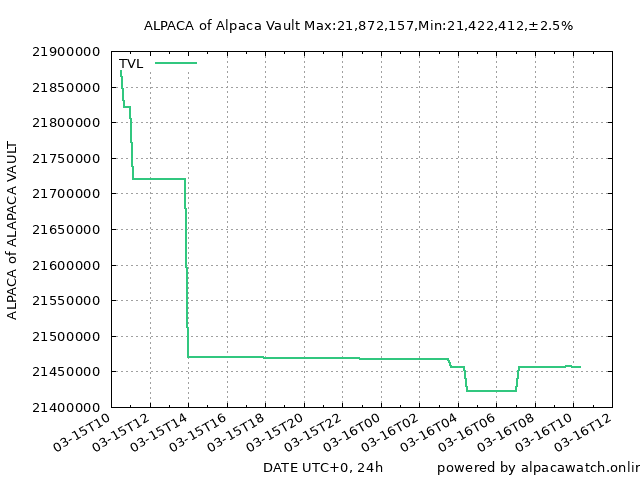 ALPACA of Alpaca Vault Max:21,872,157,Min:21,422,412,±2.5%
TVL
21900000
21850000
21800000
21750000
21700000
21650000
21600000
21550000
21500000
21450000
21400000
ALPACA of ALAPACA VAULT
03-15T10
03-15T12
03-15T14
03-15T16
03-15T18
03-15T20
03-15T22
03-16T00
03-16T02
03-16T04
03-16T06
03-16T08
03-16T10
03-16T12
DATE UTC+0, 24h
powered by alpacawatch.onlin